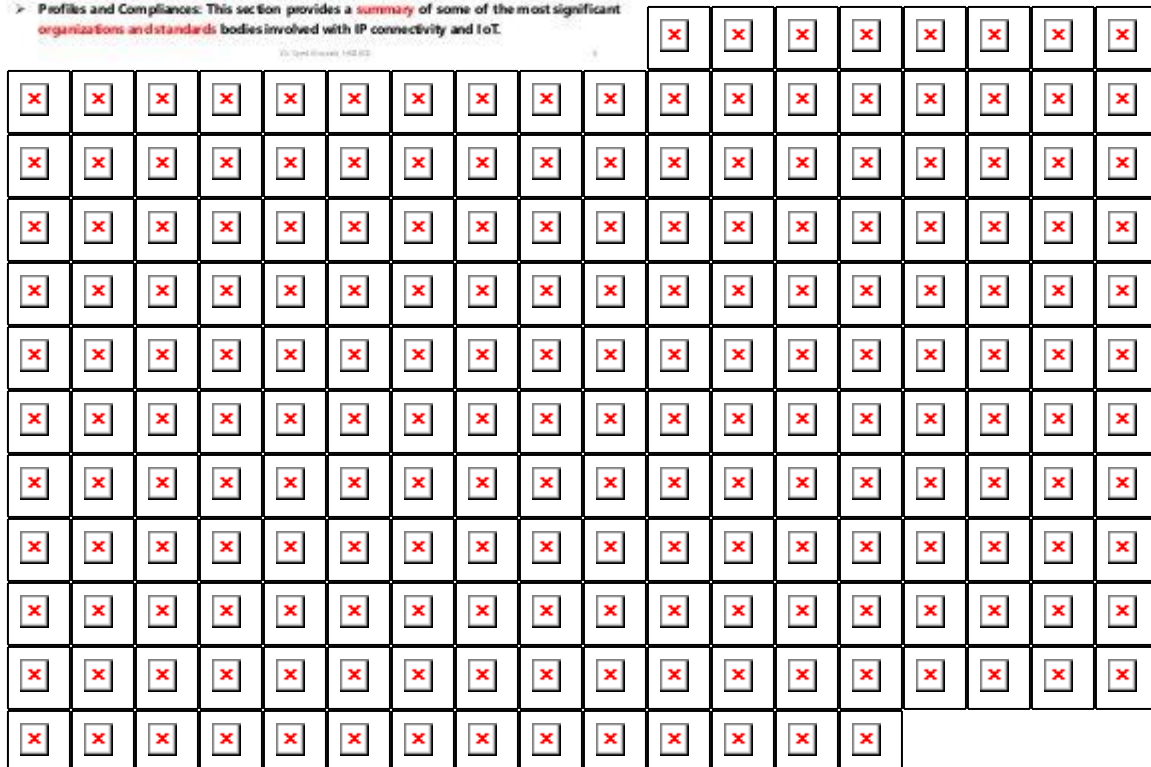 ➢ Profiles and Compliances: This section provides a summary of some of the most significant
organizations and standards bodies involved with IP connectivity and IoT.